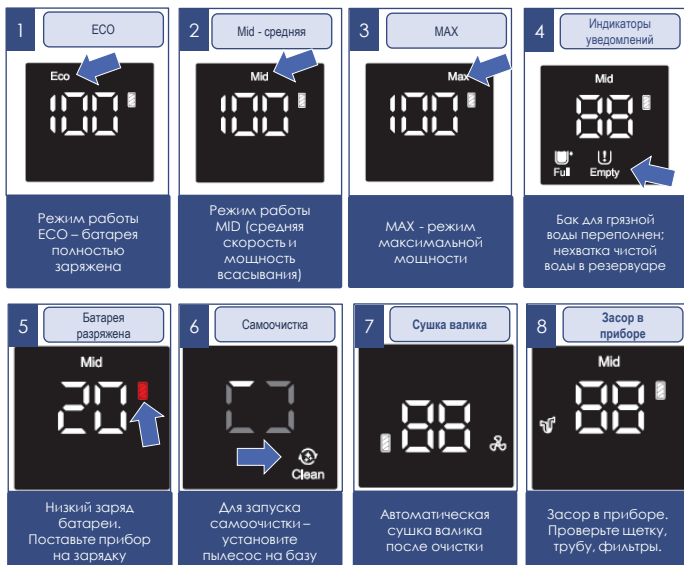 1
ECO
Eco
100
Режим работы
ECO – батарея
полностью
заряжена
2
Mid - средняя
Mid
100
Режим работы
MID (средняя
скорость и
мощность
всасывания)
3
MAX
Max
100
MAX - режим
максимальной
мощности
4
Индикаторы
уведомлений
Mid
88
Full Empty
Бак для грязной
воды переполнен;
нехватка чистой
воды в резервуаре
5
Батарея
разряжена
Mid
20
Низкий заряд
батареи.
Поставьте прибор
на зарядку
6
Самоочистка
Clean
Для запуска
самоочистки –
установите
пылесос на базу
7
Сушка валика
88
Автоматическая
сушка валика
после очистки
8
Засор в
приборе
Mid
88
Засор в приборе.
Проверьте щетку,
трубу, фильтры.